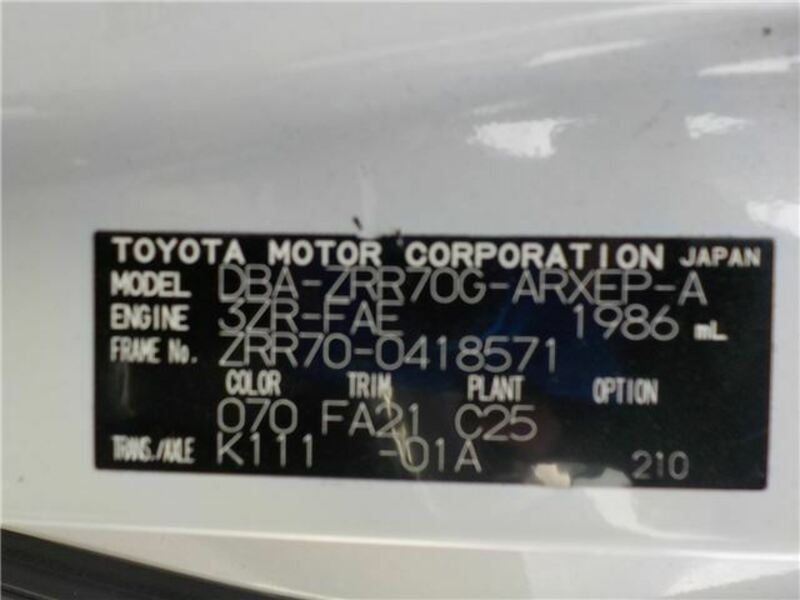 TOYOTA MOTOR CORPORATION JAPAN
MODEL DBA-ZRR70G-ARXEP-A
ENGINE 3ZR-FAE 1986 mL
FRAME No. ZRR70-0418571
COLOR TRIM PLANT OPTION
070 FA21 C25
TRANS./AXLE K111 -01A 210